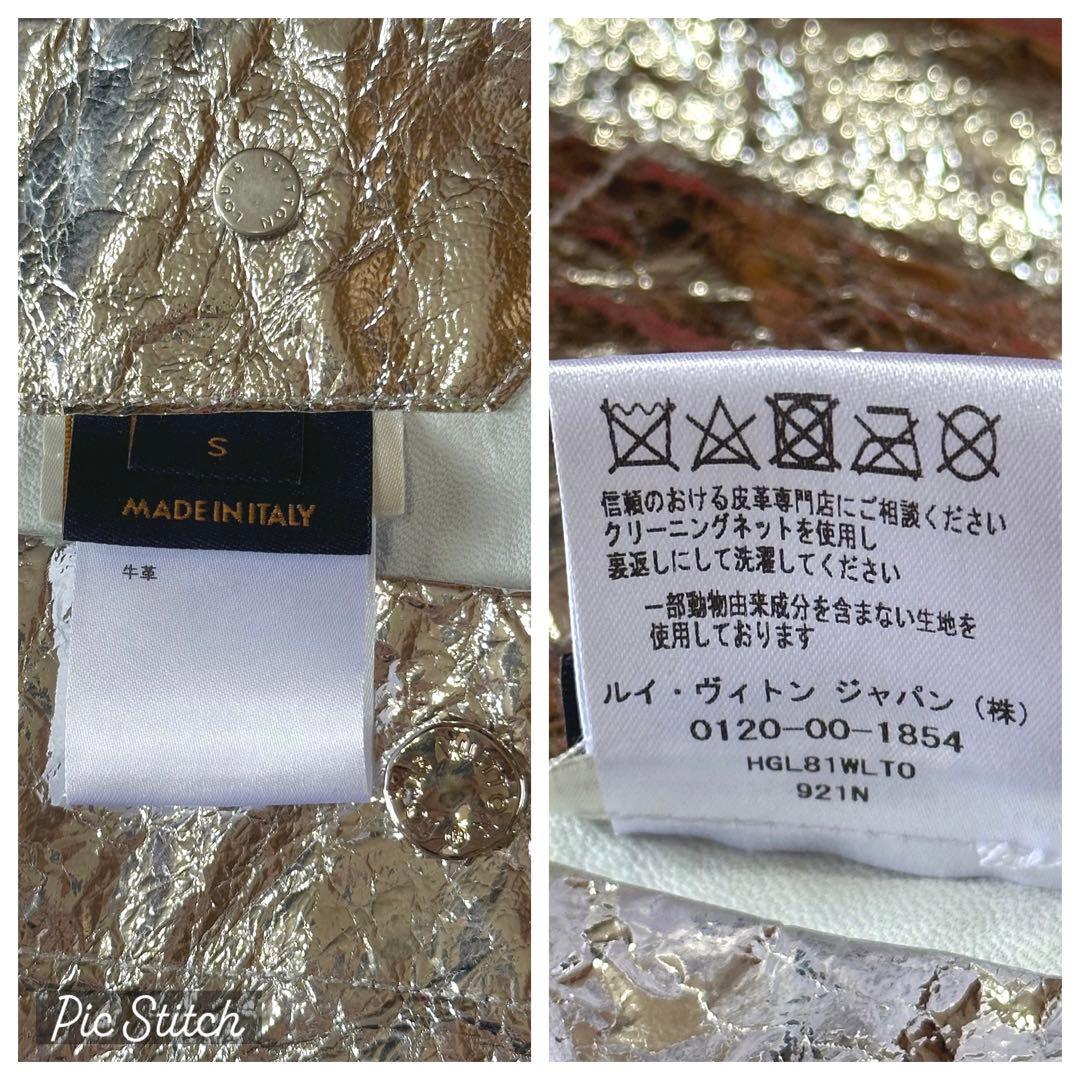 LOUIS VUITTON
S
MADE IN ITALY
牛革
信頼のおける皮革専門店にご相談ください
クリーニングネットを使用し
裏返しにして洗濯してください
一部動物由来成分を含まない生地を
使用しております
ルイ・ヴィトン ジャパン（株）
0120-00-1854
HGL81WLTO
921N
Pic Stitch